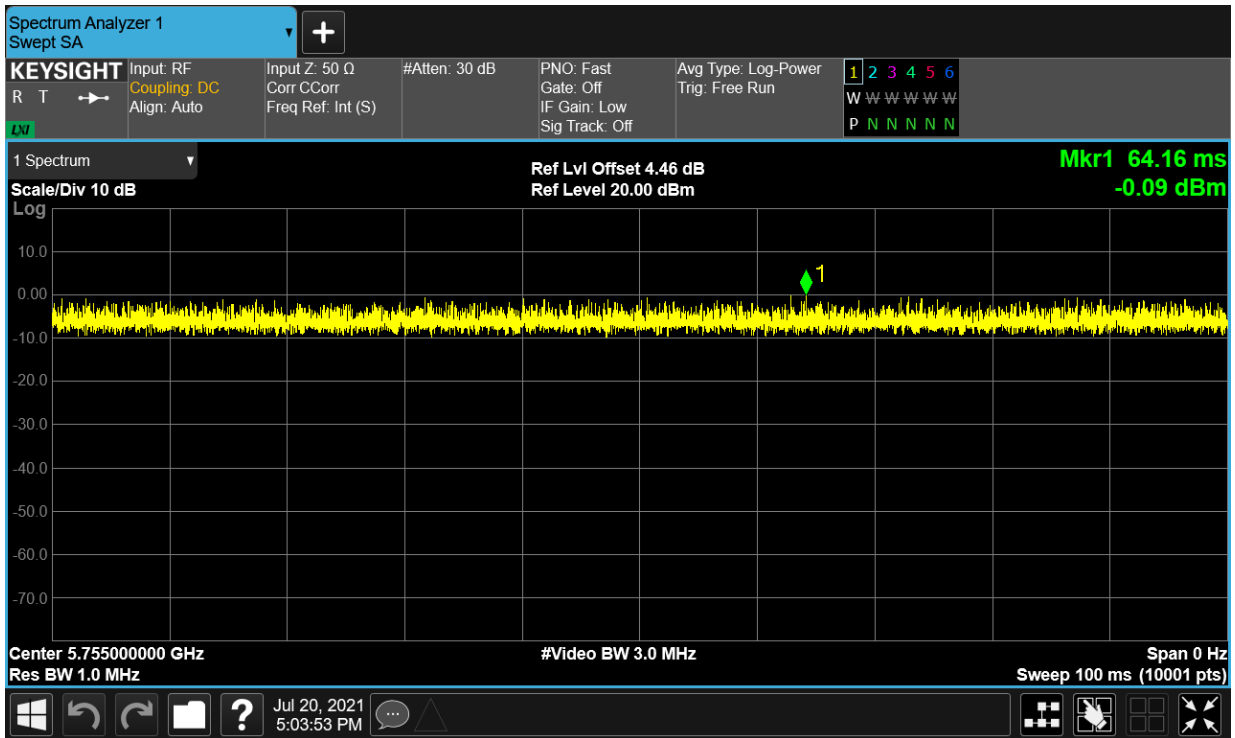 Spectrum Analyzer 1
Swept SA
KEYSIGHT
R T
LXI
Input: RF
Coupling: DC
Align: Auto
Input Z: 50 Ω
Corr CCorr
Freq Ref: Int (S)
#Atten: 30 dB
PNO: Fast
Gate: Off
IF Gain: Low
Sig Track: Off
Avg Type: Log-Power
Trig: Free Run
1 2 3 4 5 6
W W W W W W
P N N N N N
1 Spectrum
Scale/Div 10 dB
Log
Ref Lvl Offset 4.46 dB
Ref Level 20.00 dBm
Mkr1 64.16 ms
-0.09 dBm
1
10.0
0.00
-10.0
-20.0
-30.0
-40.0
-50.0
-60.0
-70.0
Center 5.755000000 GHz
Res BW 1.0 MHz
#Video BW 3.0 MHz
Span 0 Hz
Sweep 100 ms (10001 pts)
?
Jul 20, 2021
5:03:53 PM